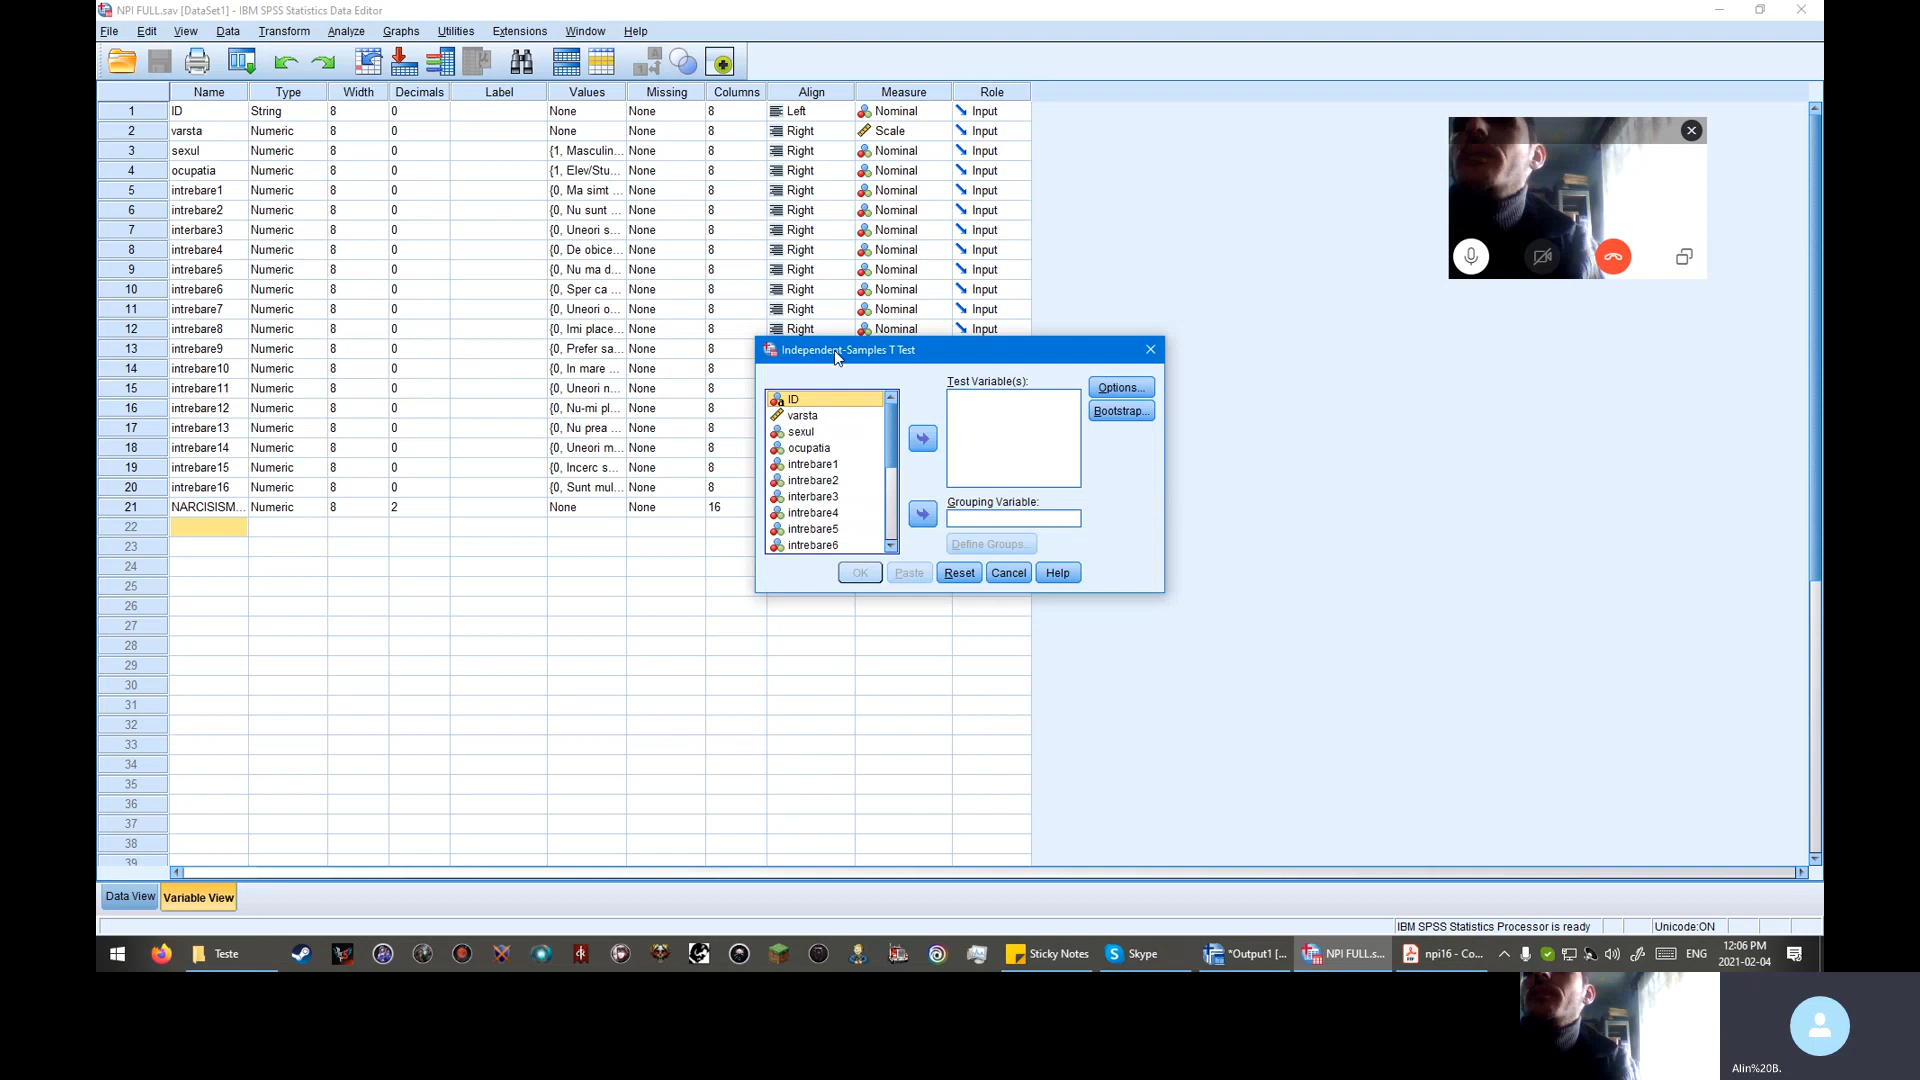 NPI FULL.sav [DataSet1] - IBM SPSS Statistics Data Editor
File Edit View Data Transform Analyze Graphs Utilities Extensions Window Help
Name Type Width Decimals Label Values Missing Columns Align Measure Role
1 ID String 8 0 None None 8 Left Nominal Input
2 varsta Numeric 8 0 None None 8 Right Scale Input
3 sexul Numeric 8 0 {1, Masculin... None 8 Right Nominal Input
4 ocupatia Numeric 8 0 {1, Elev/Stu... None 8 Right Nominal Input
5 intrebare1 Numeric 8 0 {0, Ma simt ... None 8 Right Nominal Input
6 intrebare2 Numeric 8 0 {0, Nu sunt ... None 8 Right Nominal Input
7 interbare3 Numeric 8 0 {0, Uneori s... None 8 Right Nominal Input
8 intrebare4 Numeric 8 0 {0, De obice... None 8 Right Nominal Input
9 intrebare5 Numeric 8 0 {0, Nu ma d... None 8 Right Nominal Input
10 intrebare6 Numeric 8 0 {0, Sper ca ... None 8 Right Nominal Input
11 intrebare7 Numeric 8 0 {0, Uneori o... None 8 Right Nominal Input
12 intrebare8 Numeric 8 0 {0, Imi place... None 8 Right Nominal Input
13 intrebare9 Numeric 8 0 {0, Prefer sa... None 8
14 intrebare10 Numeric 8 0 {0, In mare ... None 8
15 intrebare11 Numeric 8 0 {0, Uneori n... None 8
16 intrebare12 Numeric 8 0 {0, Nu-mi pl... None 8
17 intrebare13 Numeric 8 0 {0, Nu prea ... None 8
18 intrebare14 Numeric 8 0 {0, Uneori m... None 8
19 intrebare15 Numeric 8 0 {0, Incerc s... None 8
20 intrebare16 Numeric 8 0 {0, Sunt mul... None 8
21 NARCISISM... Numeric 8 2 None None 16
22
23
24
25
26
27
28
29
30
31
32
33
34
35
36
37
38
39
Independent-Samples T Test
Test Variable(s):
ID
varsta
sexul
ocupatia
intrebare1
intrebare2
interbare3
intrebare4
intrebare5
intrebare6
Options...
Bootstrap...
Grouping Variable:
Define Groups...
OK Paste Reset Cancel Help
Data View Variable View
IBM SPSS Statistics Processor is ready Unicode:ON
Teste Sticky Notes Skype *Output1 [... NPI FULL.s... npi16 - Co... ENG 12:06 PM
2021-02-04
Alin%20B.